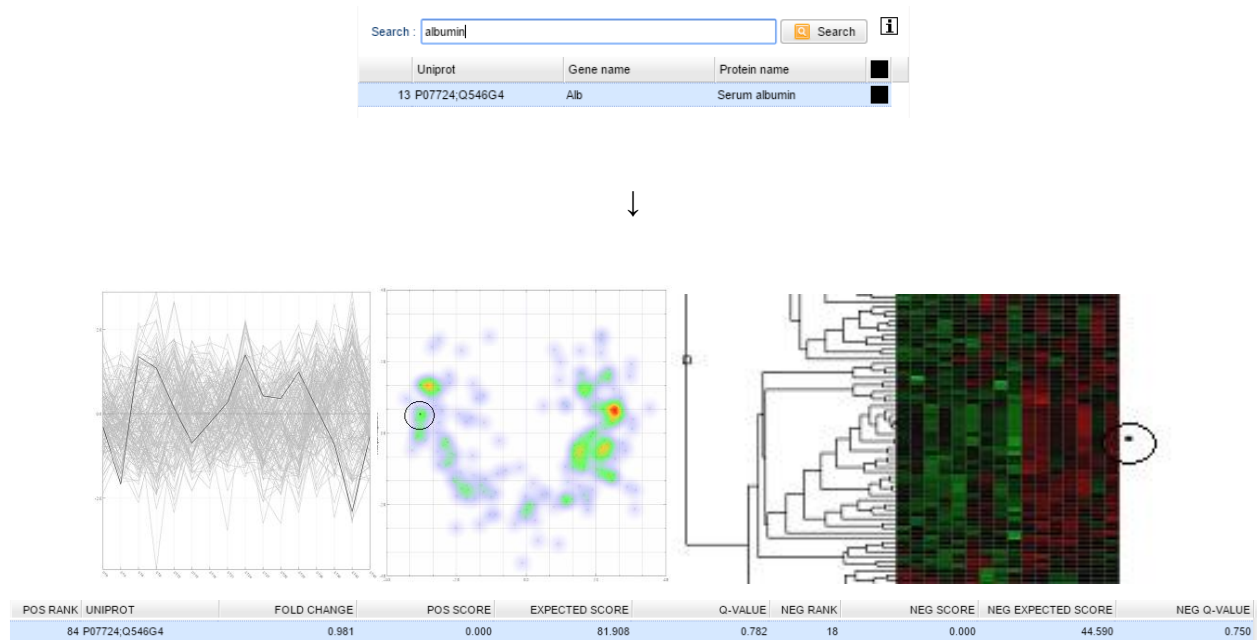 Search : albumin Search i
Uniprot Gene name Protein name
13 P07724;Q546G4 Alb Serum albumin
↓
POS RANK UNIPROT FOLD CHANGE POS SCORE EXPECTED SCORE Q-VALUE NEG RANK NEG SCORE NEG EXPECTED SCORE NEG Q-VALUE
84 P07724;Q546G4 0.981 0.000 81.908 0.782 18 0.000 44.590 0.750